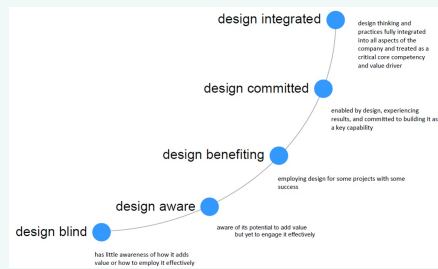 design integrated
design thinking and
practices fully integrated
into all aspects of the
company and treated as a
critical core competency
and value driver
design committed
enabled by design, experiencing
results, and committed to building it as
a key capability
design benefiting
employing design for some projects with some
success
design aware
aware of its potential to add value
but yet to engage it effectively
design blind
has little awareness of how it adds
value or how to employ it effectively